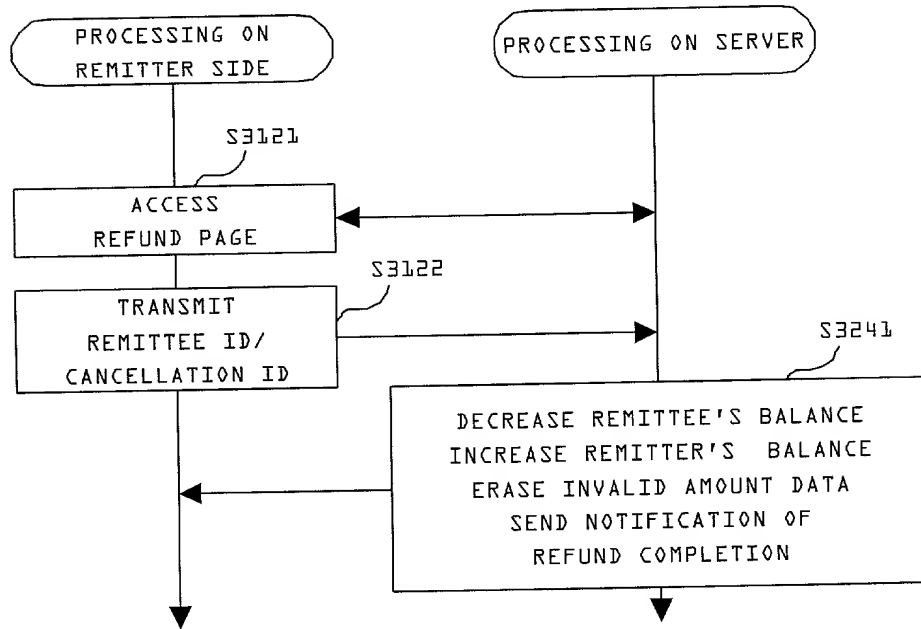 PROCESSING ON
REMITTER SIDE
PROCESSING ON SERVER
S3121
ACCESS
REFUND PAGE
S3122
TRANSMIT
REMITTEE ID/
CANCELLATION ID
S3241
DECREASE REMITTEE'S BALANCE
INCREASE REMITTER'S BALANCE
ERASE INVALID AMOUNT DATA
SEND NOTIFICATION OF
REFUND COMPLETION